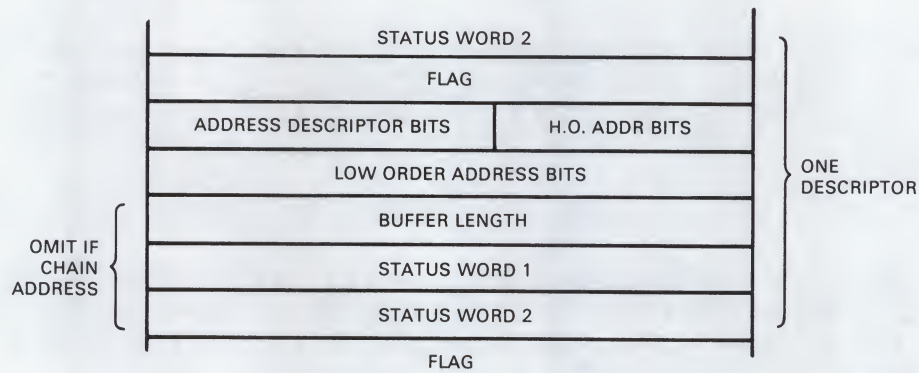 STATUS WORD 2
FLAG
ADDRESS DESCRIPTOR BITS
H.O. ADDR BITS
LOW ORDER ADDRESS BITS
ONE
DESCRIPTOR
BUFFER LENGTH
OMIT IF
CHAIN
ADDRESS
STATUS WORD 1
STATUS WORD 2
FLAG